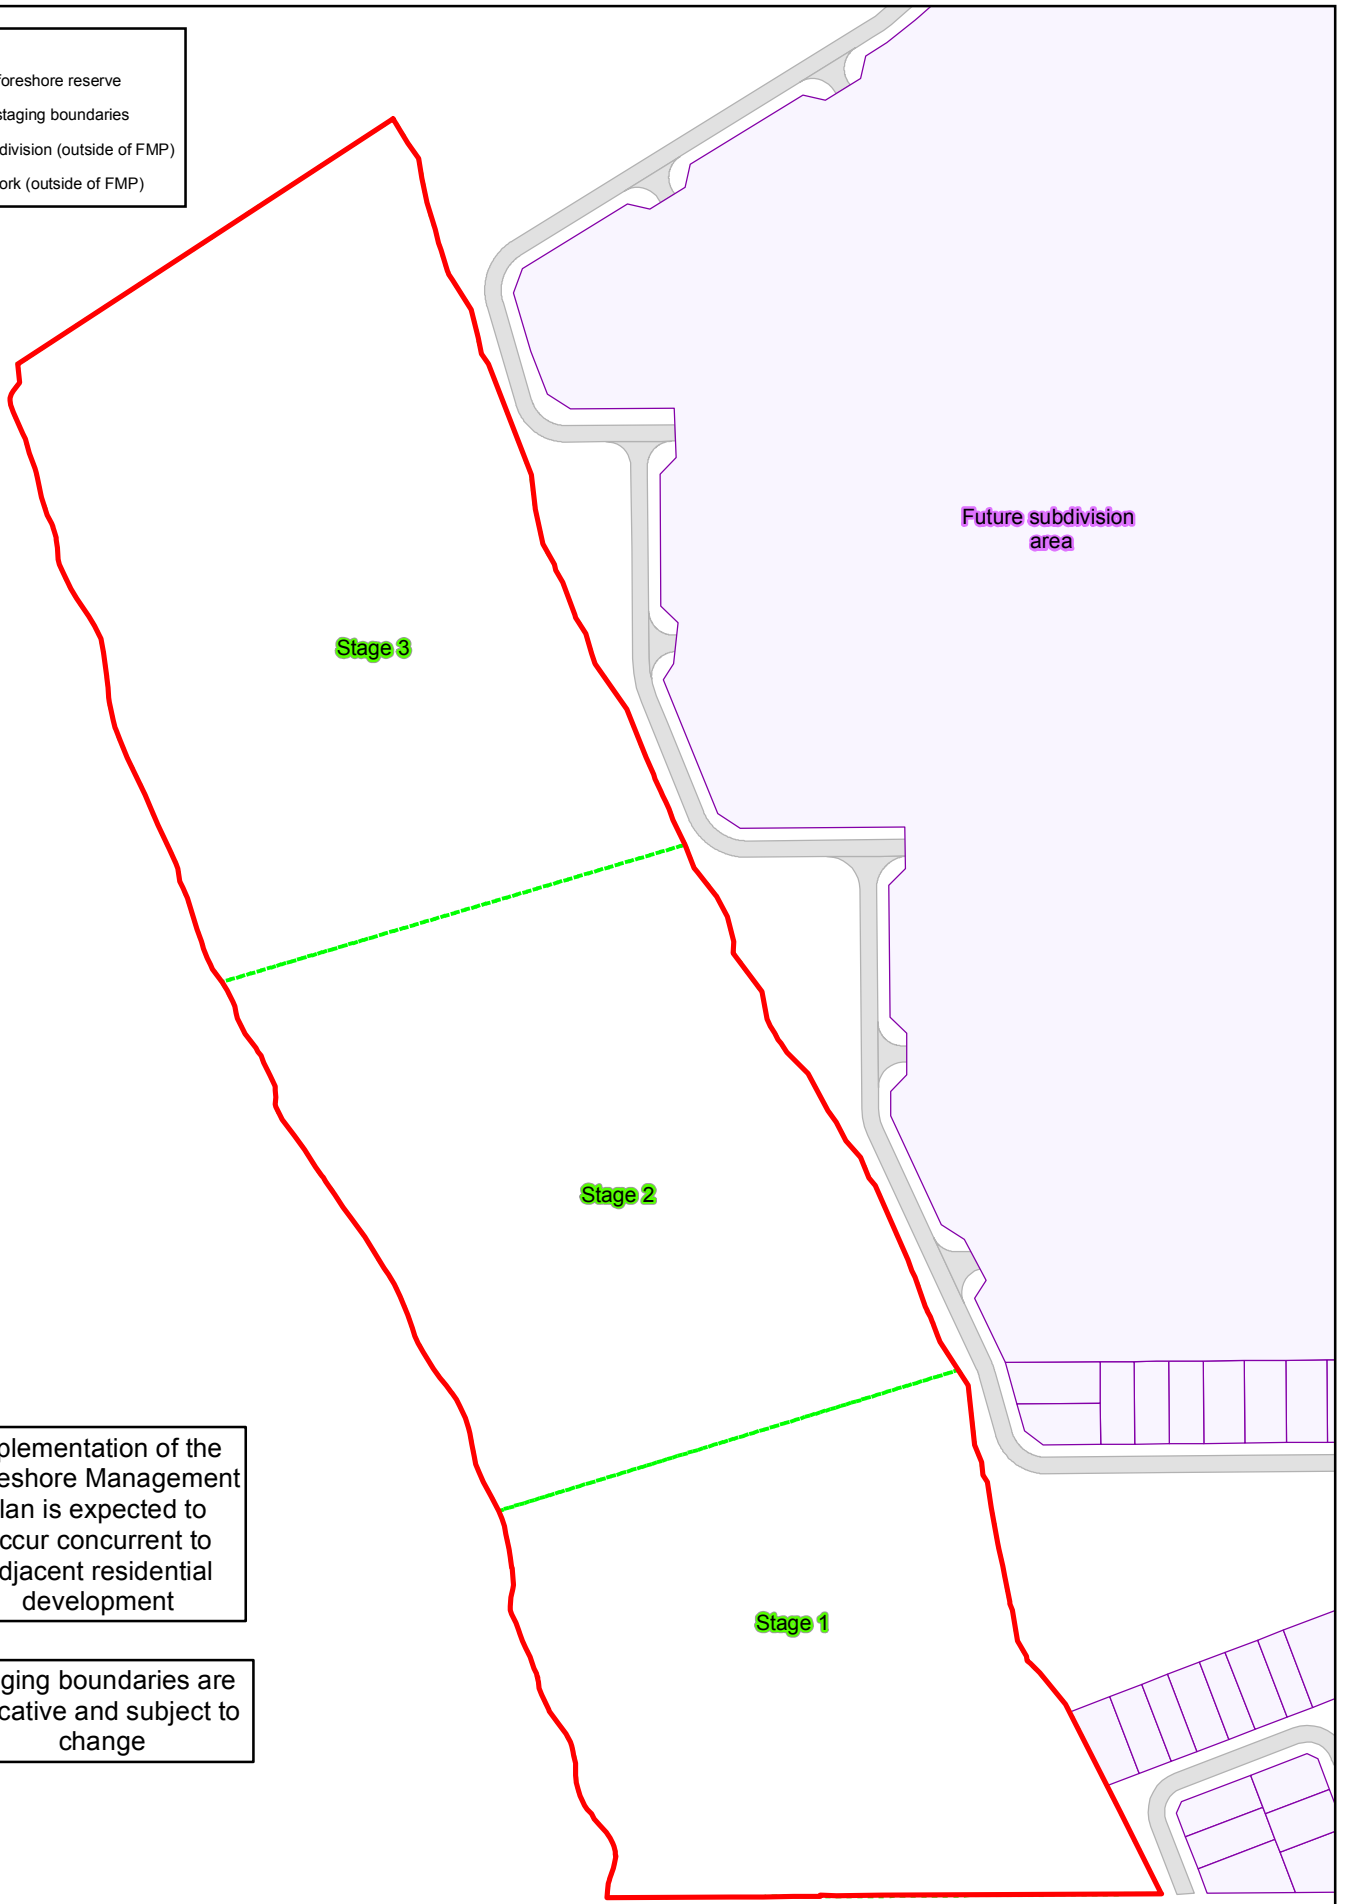 foreshore reserve
staging boundaries
division (outside of FMP)
ork (outside of FMP)
Future subdivision
area
Stage 3
Stage 2
plementation of the
eshore Management
lan is expected to
ccur concurrent to
djacent residential
development
Stage 1
ging boundaries are
cative and subject to
change